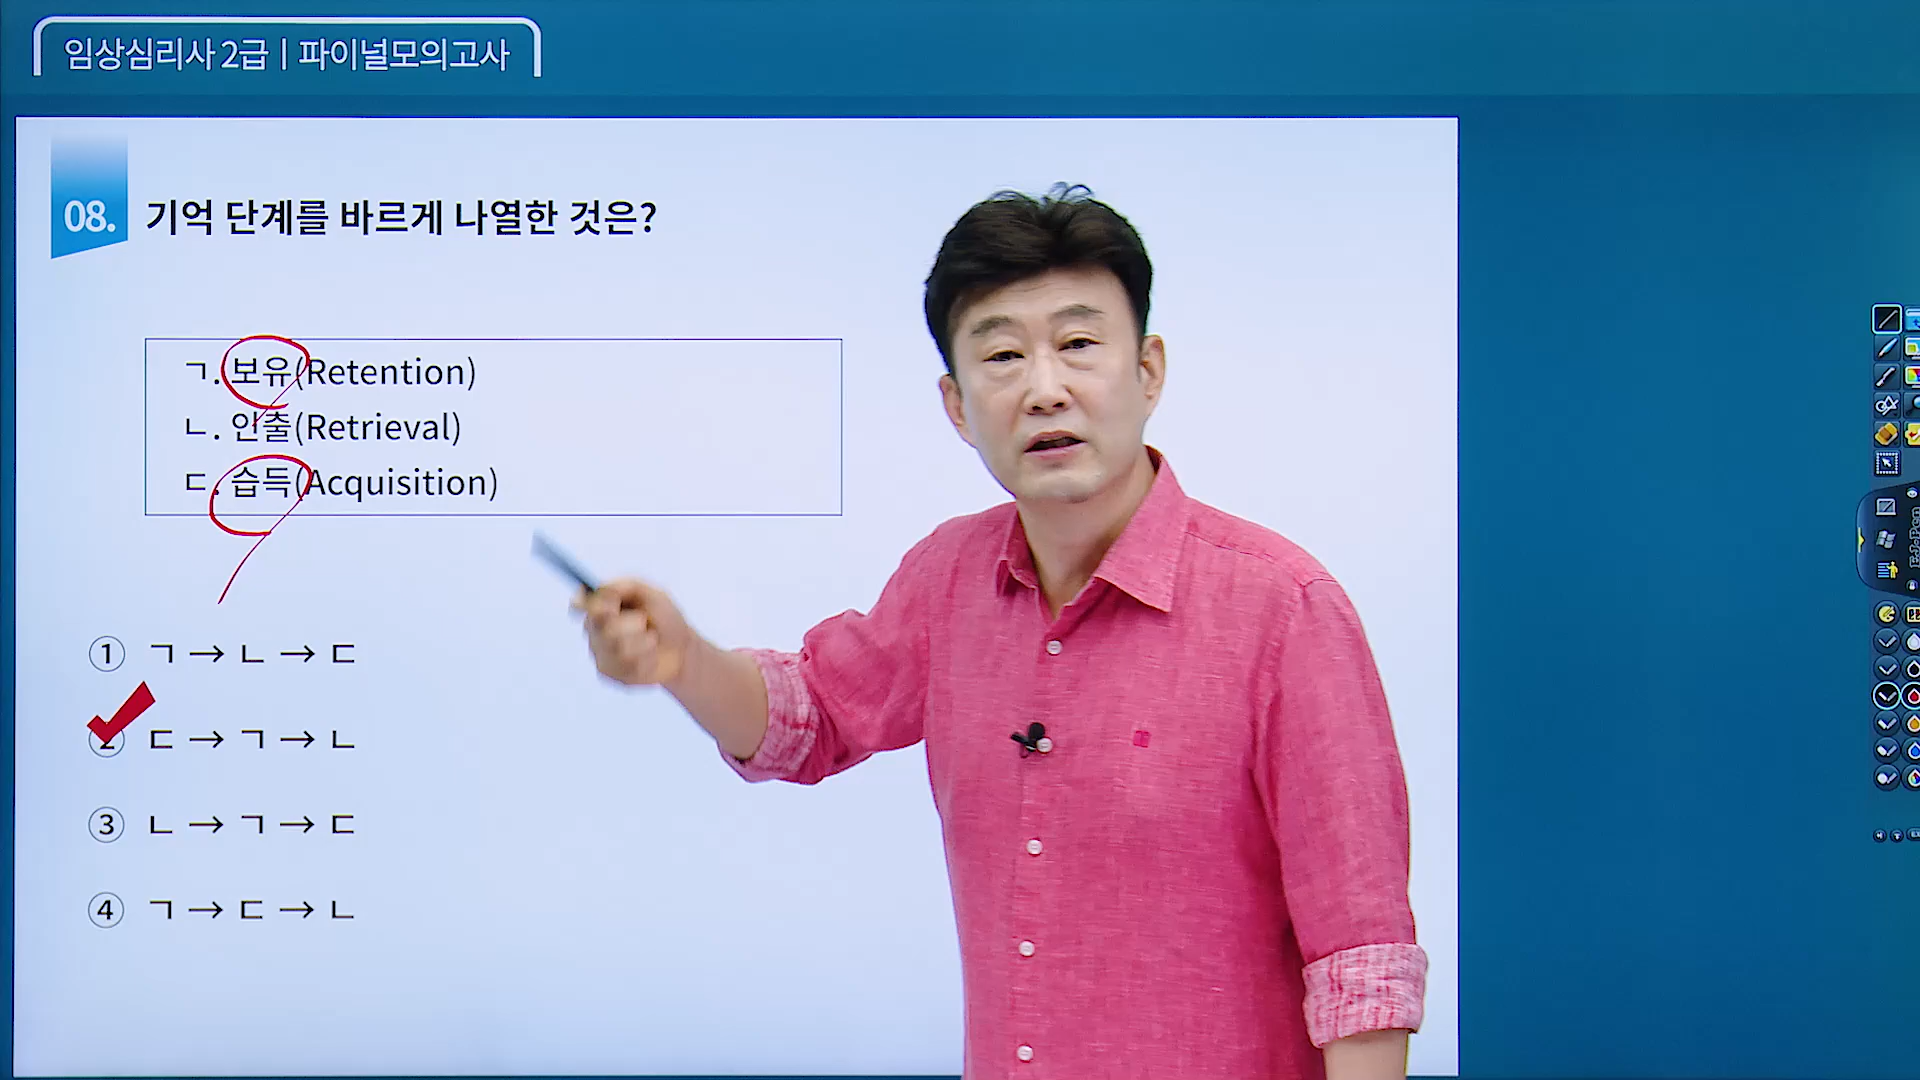 임상심리사 2급 | 파이널모의고사
08. 기억 단계를 바르게 나열한 것은?
ㄱ. 보유(Retention)
ㄴ. 인출(Retrieval)
ㄷ. 습득(Acquisition)
① ㄱ → ㄴ → ㄷ
② ㄷ → ㄱ → ㄴ
③ ㄴ → ㄱ → ㄷ
④ ㄱ → ㄷ → ㄴ